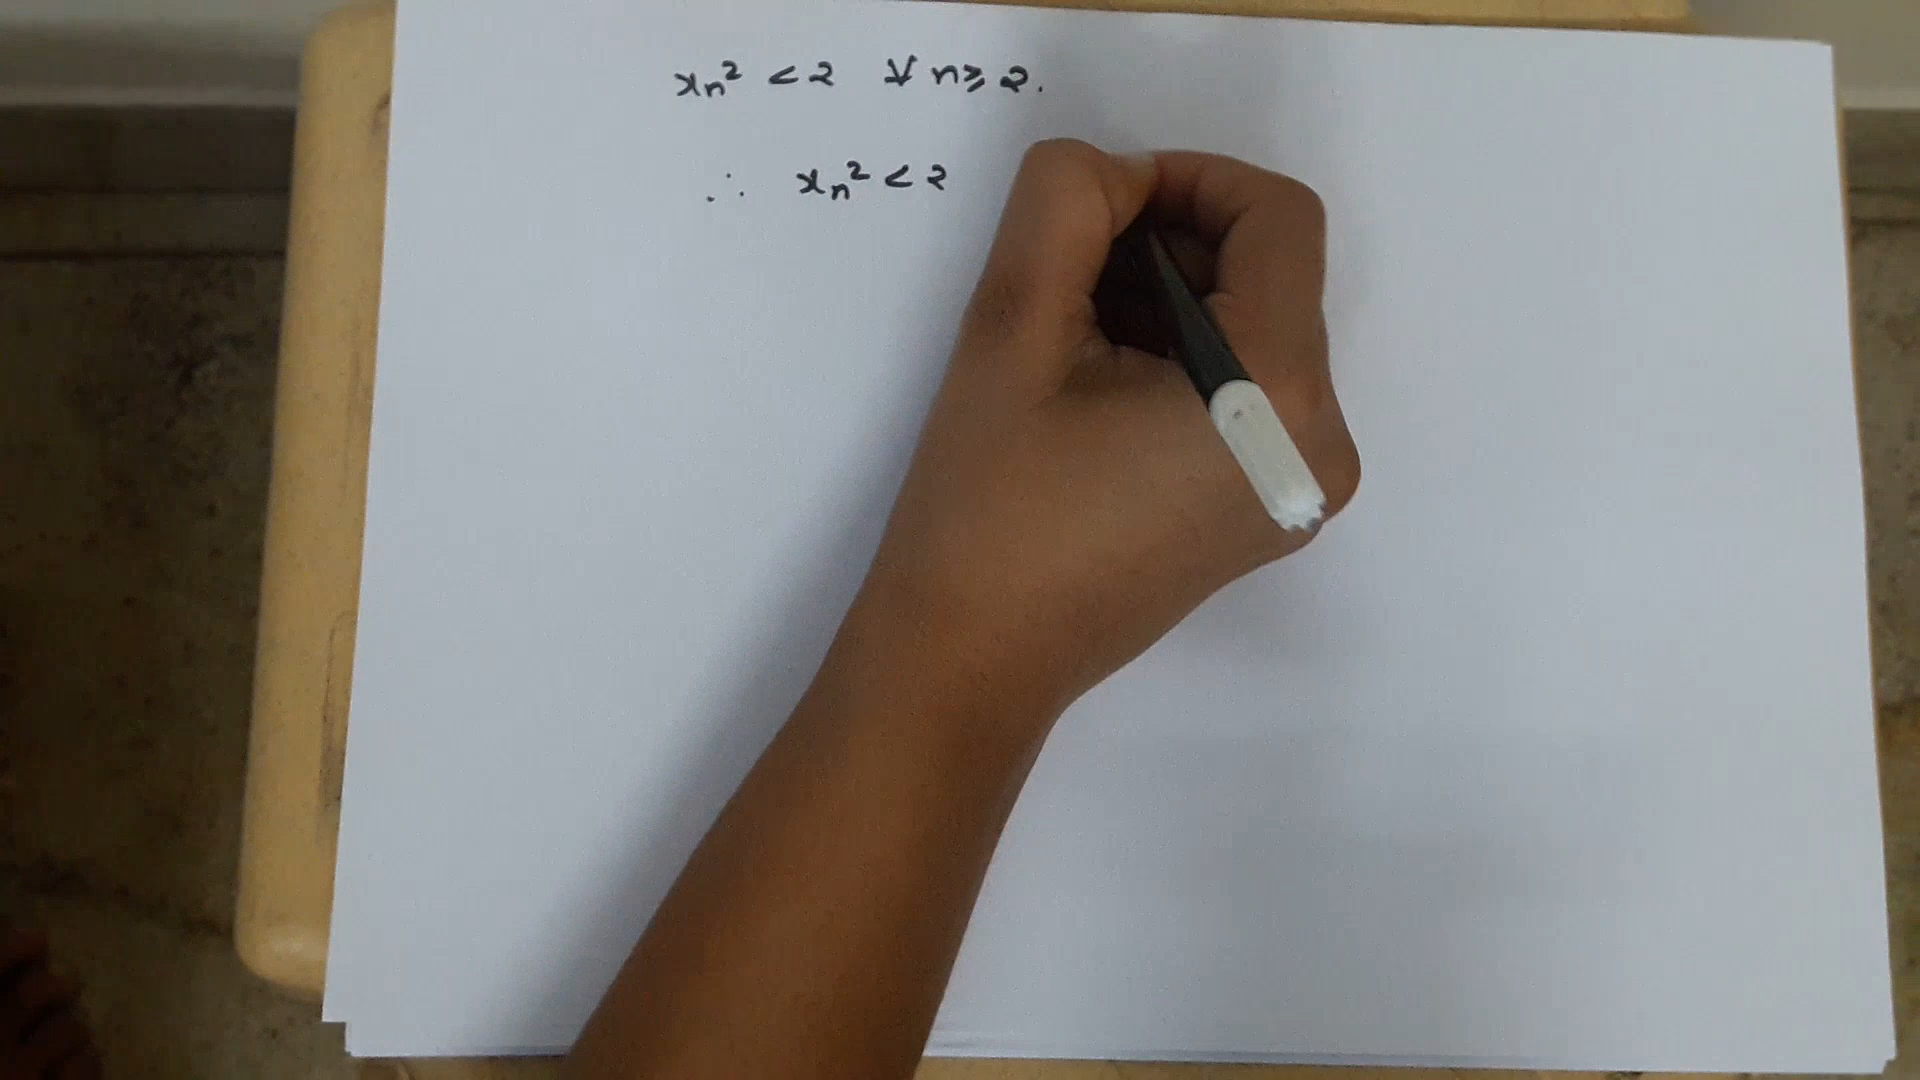 xₙ² < 2 ∀ n ⩾ 2.
∴ xₙ² < 2